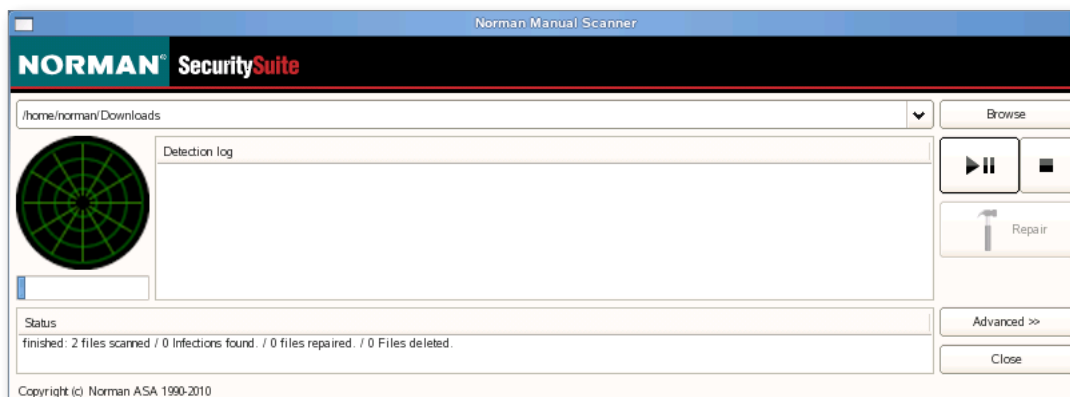 Norman Manual Scanner
NORMAN® SecuritySuite
/home/norman/Downloads
Browse
Detection log
Repair
Status
Advanced >>
finished: 2 files scanned / 0 Infections found. / 0 files repaired. / 0 Files deleted.
Close
Copyright (c) Norman ASA 1990-2010